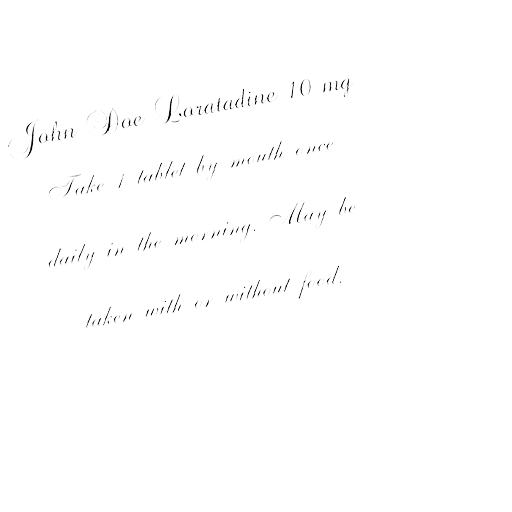 John Doe Loratadine 10 mg
Take 1 tablet by mouth once
daily in the morning. May be
taken with or without food.